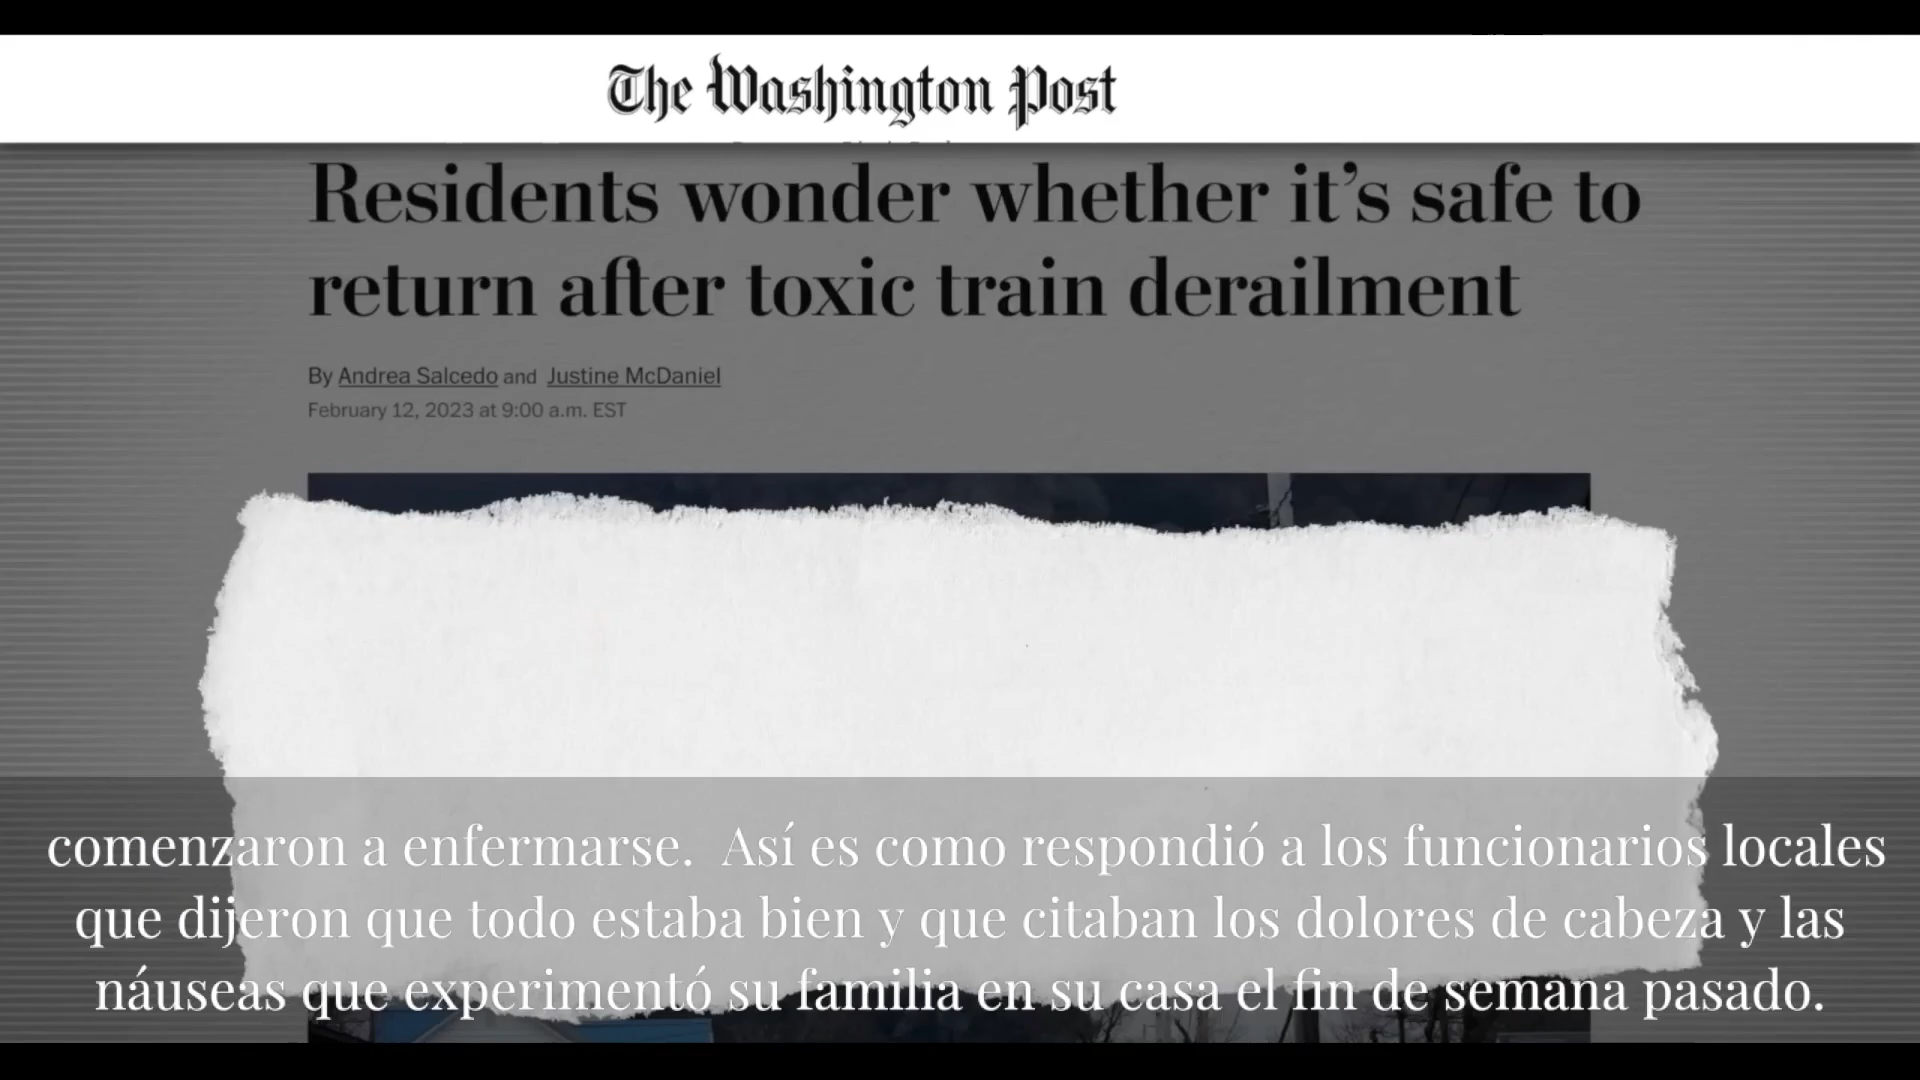 The Washington Post
Residents wonder whether it’s safe to
return after toxic train derailment
By Andrea Salcedo and Justine McDaniel
February 12, 2023 at 9:00 a.m. EST
comenzaron a enfermarse. Así es como respondió a los funcionarios locales
que dijeron que todo estaba bien y que citaban los dolores de cabeza y las
náuseas que experimentó su familia en su casa el fin de semana pasado.